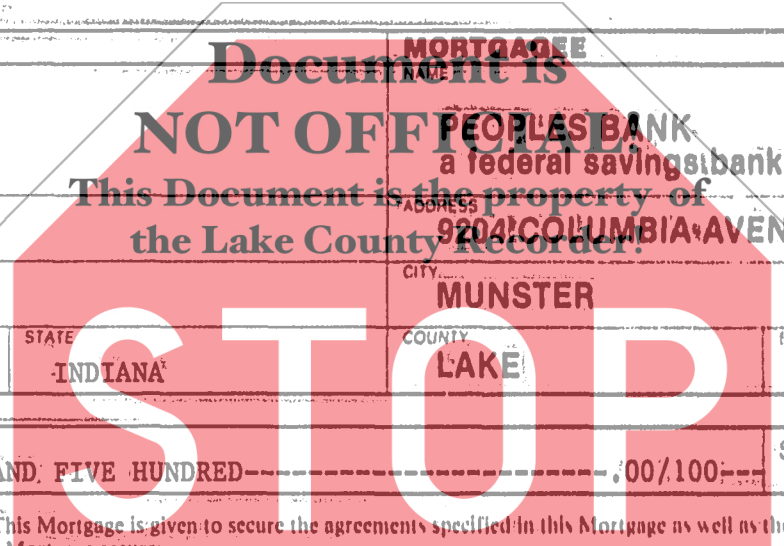 MORTGAGEE
NAME
Document is
NOT OFFICIAL!
PEOPLES BANK
a federal savings bank
This Document is the property of
ADDRESS
the Lake County Recorder!
9204 COLUMBIA AVEN
CITY
MUNSTER
STATE
COUNTY
INDIANA
LAKE
STOP
AND FIVE HUNDRED .00/100
This Mortgage is given to secure the agreements specified in this Mortgage as well as the